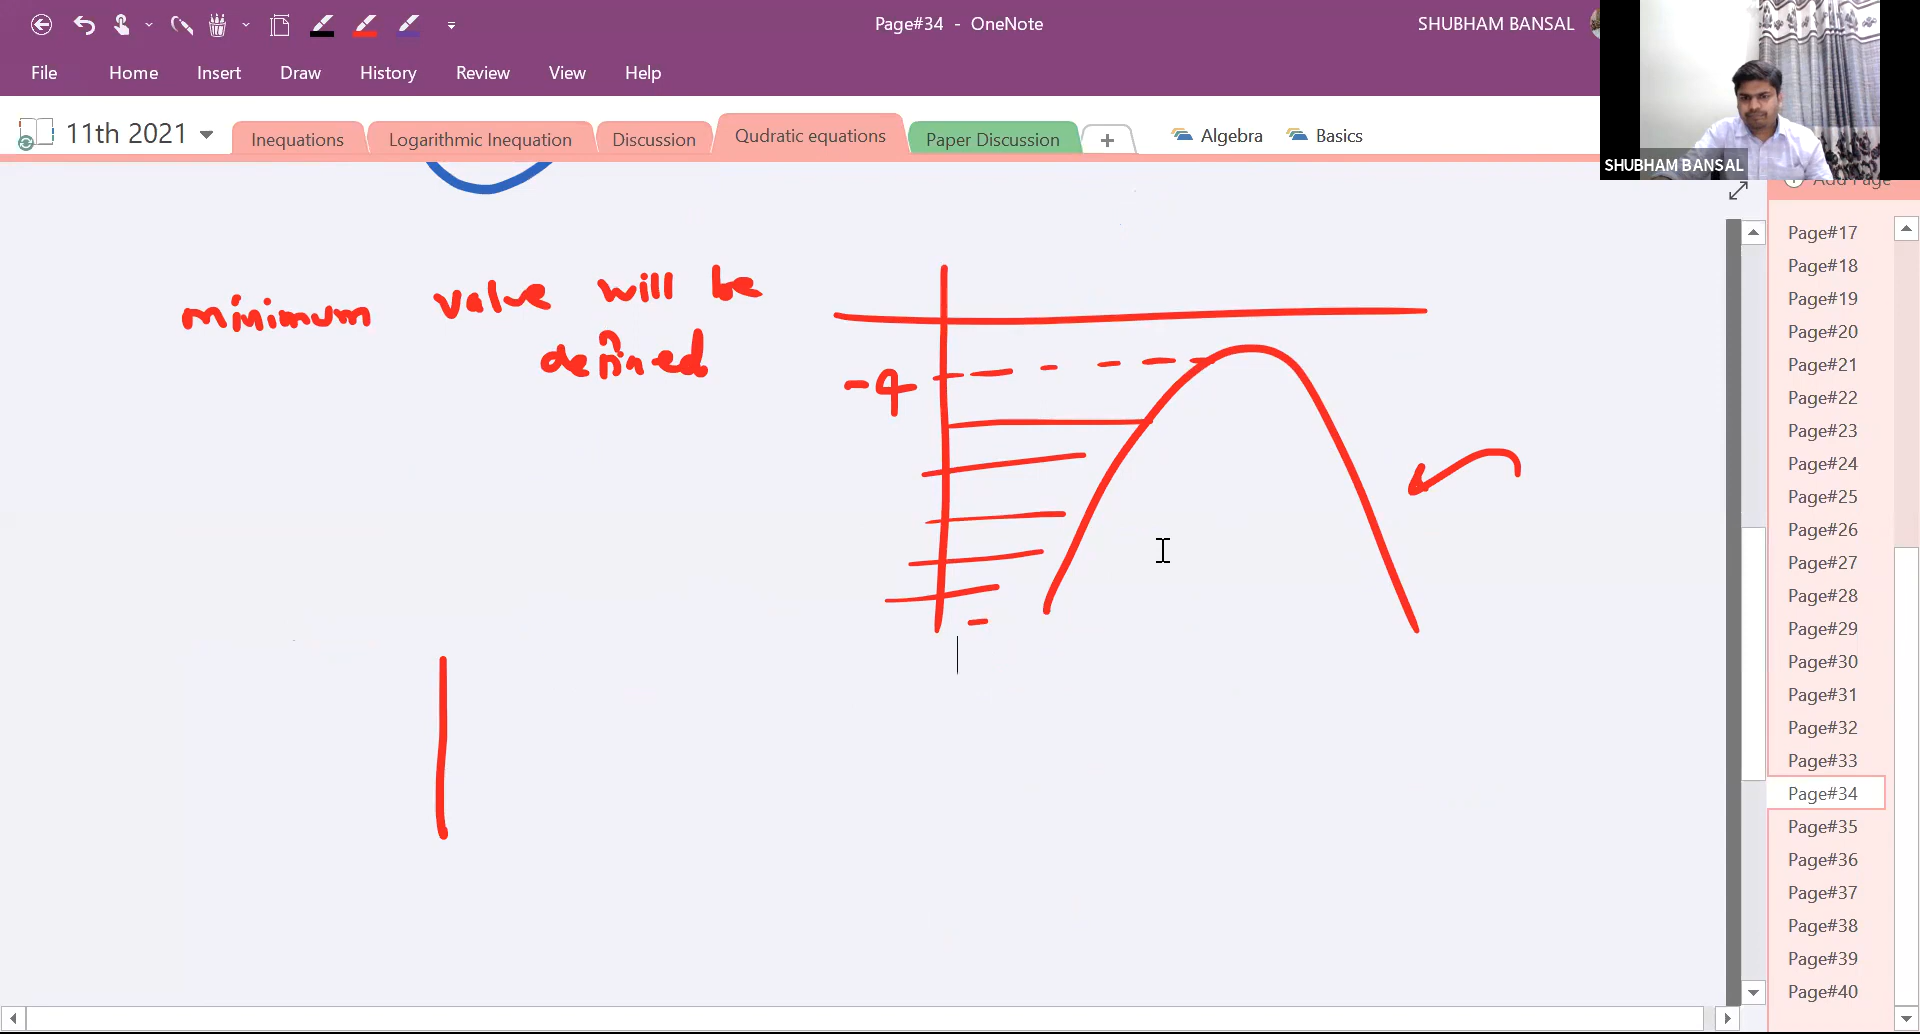 Page#34 - OneNote
SHUBHAM BANSAL
File Home Insert Draw History Review View Help
SHUBHAM BANSAL
11th 2021
Inequations
Logarithmic Inequation
Discussion
Qudratic equations
Paper Discussion
+
Algebra
Basics
minimum value will be
defined
-4
Page#17
Page#18
Page#19
Page#20
Page#21
Page#22
Page#23
Page#24
Page#25
Page#26
Page#27
Page#28
Page#29
Page#30
Page#31
Page#32
Page#33
Page#34
Page#35
Page#36
Page#37
Page#38
Page#39
Page#40